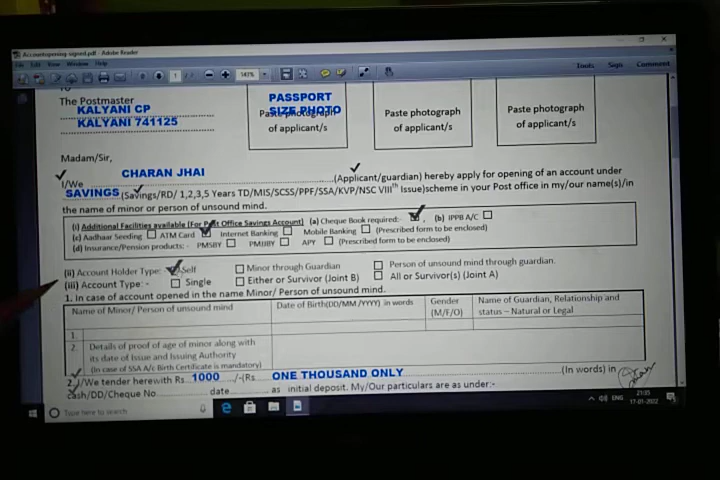 Accountopening-signed.pdf - Adobe Reader
File Edit View Window Help
1 / 143% Tools Sign Comment
To
The Postmaster
KALYANI CP
KALYANI 741125
PASSPORT
SIZE PHOTO
Paste photograph
of applicant/s
Paste photograph
of applicant/s
Paste photograph
of applicant/s
Madam/Sir,
I/We CHARAN JHAI (Applicant/guardian) hereby apply for opening of an account under
SAVINGS (Savings/RD/ 1,2,3,5 Years TD/MIS/SCSS/PPF/SSA/KVP/NSC VIIIth Issue)scheme in your Post office in my/our name(s)/in
the name of minor or person of unsound mind.
(i) Additional Facilities available (For Post Office Savings Account) (a) Cheque Book required:- , (b) IPPB A/C
(c) Aadhaar Seeding ATM Card Internet Banking Mobile Banking (Prescribed form to be enclosed)
(d) Insurance/Pension products:- PMSBY PMJJBY APY (Prescribed form to be enclosed)
(ii) Account Holder Type:- Self Minor through Guardian Person of unsound mind through guardian.
(iii) Account Type:- Single Either or Survivor (Joint B) All or Survivor(s) (Joint A)
1. In case of account opened in the name Minor/ Person of unsound mind.
Name of Minor/ Person of unsound mind Date of Birth(DD/MM/YYYY) in words Gender (M/F/O) Name of Guardian, Relationship and status – Natural or Legal
1.
2. Details of proof of age of minor along with
its date of Issue and Issuing Authority
(In case of SSA A/c Birth Certificate is mandatory)
2. I/We tender herewith Rs 1000 /-(Rs ONE THOUSAND ONLY (In words) in
cash/DD/Cheque No date as initial deposit. My/Our particulars are as under:-
Type here to search ENG 21:35
17-01-2022